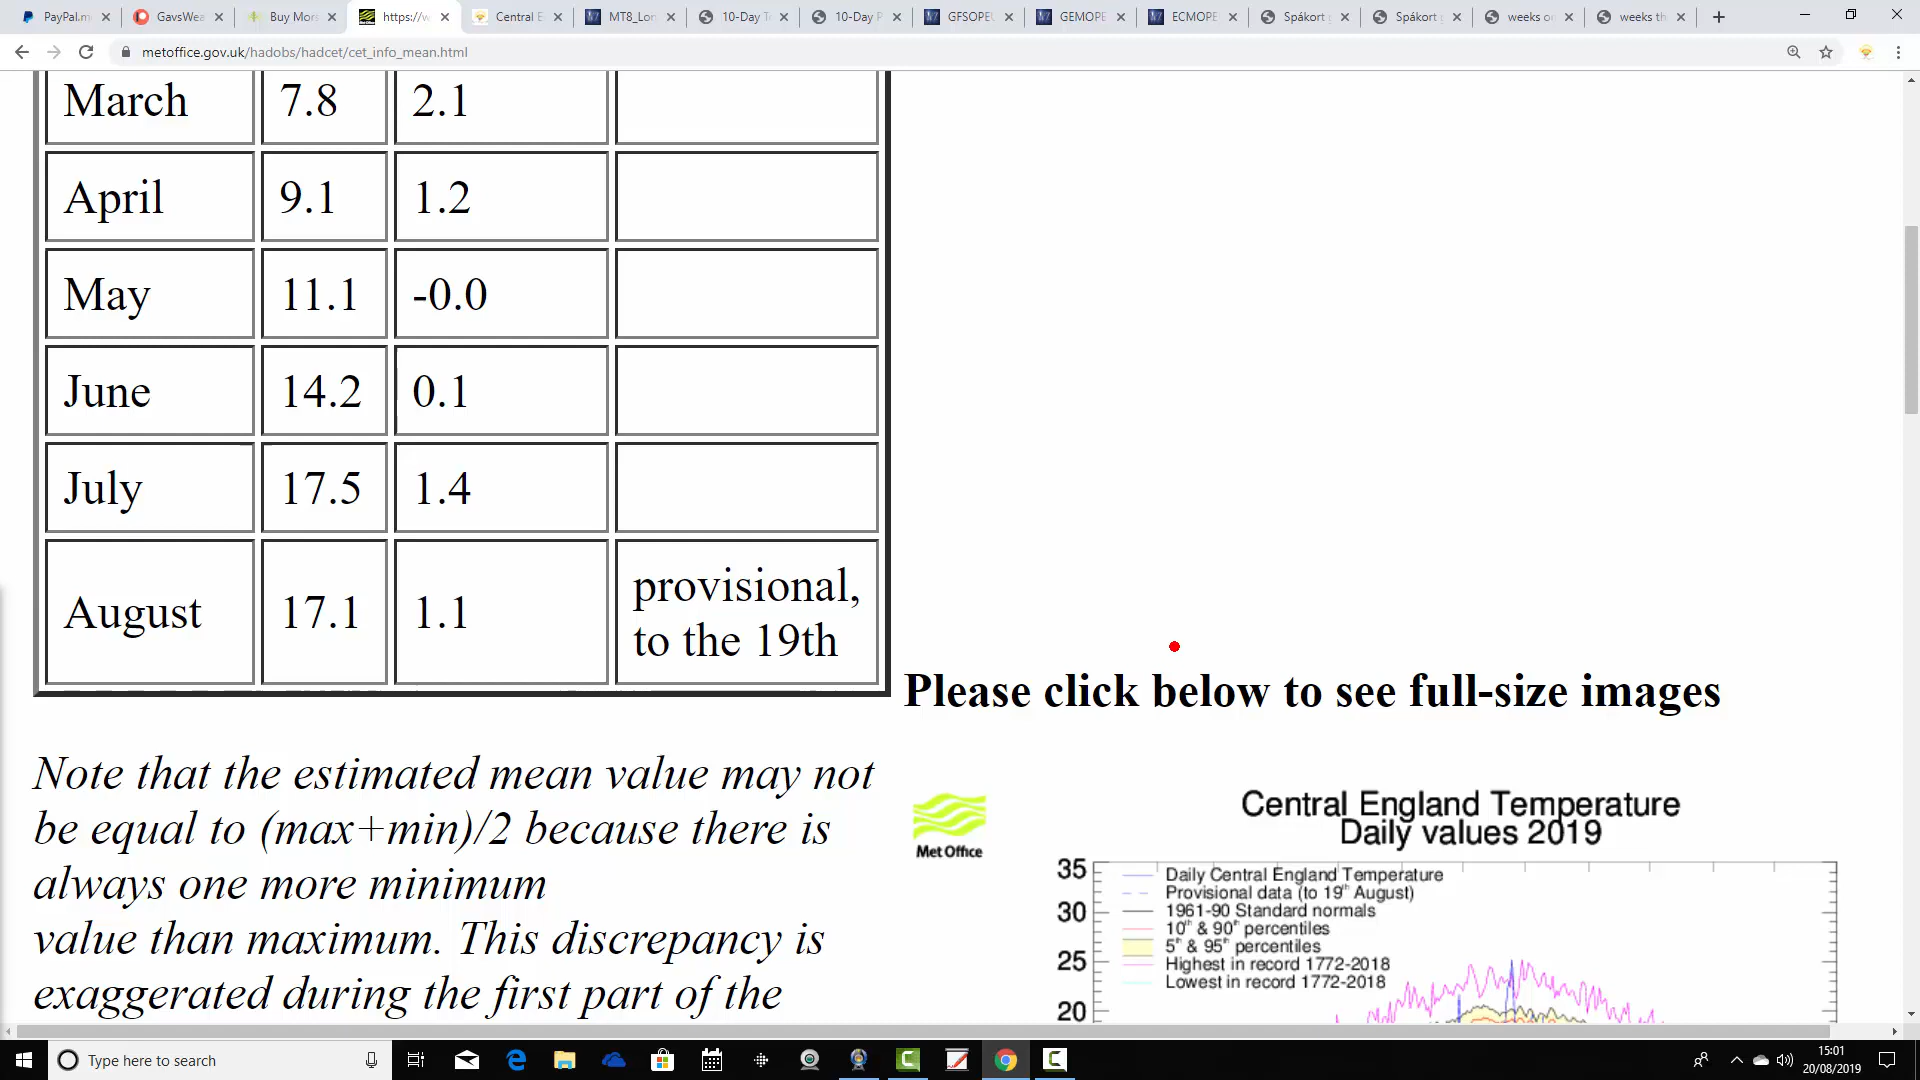 PayPal.m
GavsWea
Buy Mors
https://w
Central E
MT8_Lon
10-Day T
10-Day P
GFSOPEU
GEMOPE
ECMOPE
Spákort
Spákort
weeks o
weeks th
metoffice.gov.uk/hadobs/hadcet/cet_info_mean.html
March 7.8 2.1
April 9.1 1.2
May 11.1 -0.0
June 14.2 0.1
July 17.5 1.4
August 17.1 1.1 provisional,
to the 19th
Please click below to see full-size images
Note that the estimated mean value may not
be equal to (max+min)/2 because there is
always one more minimum
value than maximum. This discrepancy is
exaggerated during the first part of the
Met Office
Central England Temperature
Daily values 2019
35
30
25
20
Daily Central England Temperature
Provisional data (to 19th August)
1961-90 Standard normals
10th & 90th percentiles
5th & 95th percentiles
Highest in record 1772-2018
Lowest in record 1772-2018
Type here to search
15:01
20/08/2019